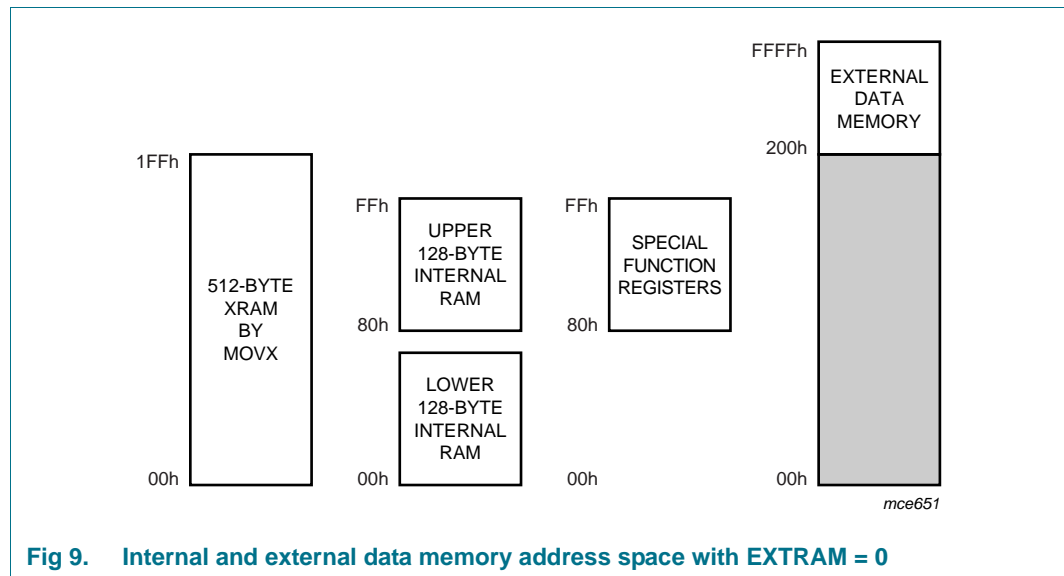 FFFFh
EXTERNAL
DATA
MEMORY
200h
1FFh
512-BYTE
XRAM
BY
MOVX
00h
FFh
UPPER
128-BYTE
INTERNAL
RAM
80h
LOWER
128-BYTE
INTERNAL
RAM
00h
FFh
SPECIAL
FUNCTION
REGISTERS
80h
00h
00h
mce651
Fig 9. Internal and external data memory address space with EXTRAM = 0